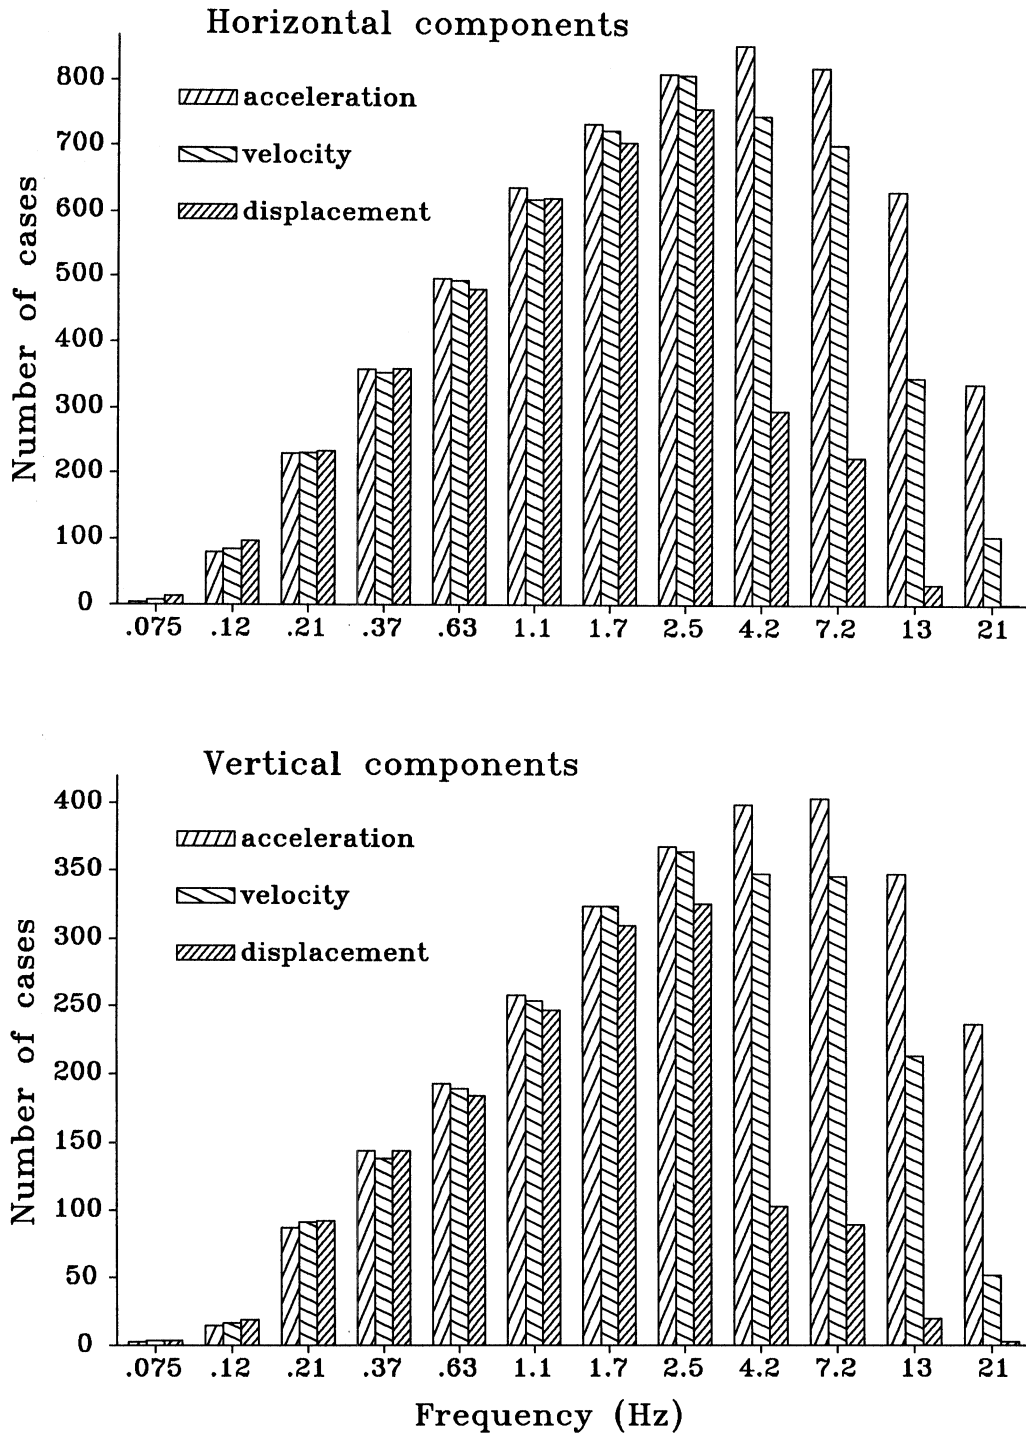 Horizontal components
800
700
600
500
400
300
200
100
0
acceleration
velocity
displacement
Number of cases
.075 .12 .21 .37 .63 1.1 1.7 2.5 4.2 7.2 13 21
Vertical components
400
350
300
250
200
150
100
50
0
acceleration
velocity
displacement
Number of cases
.075 .12 .21 .37 .63 1.1 1.7 2.5 4.2 7.2 13 21
Frequency (Hz)